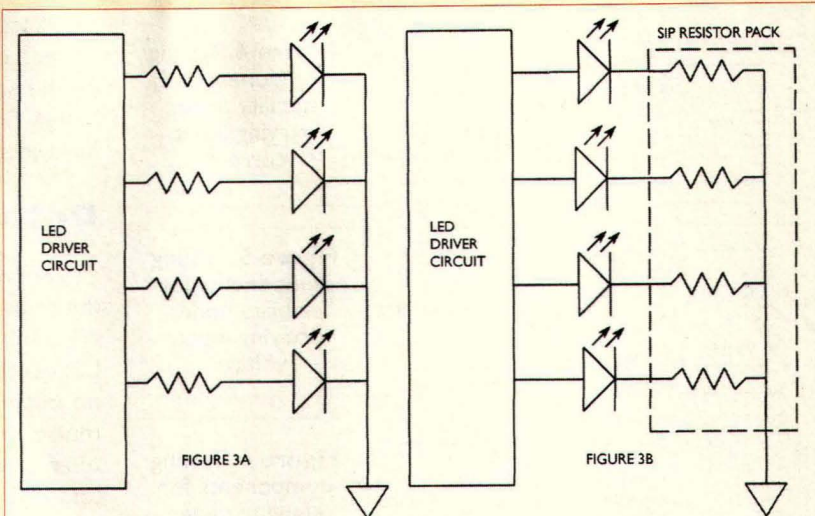 SIP RESISTOR PACK
LED
DRIVER
CIRCUIT
FIGURE 3A
LED
DRIVER
CIRCUIT
FIGURE 3B